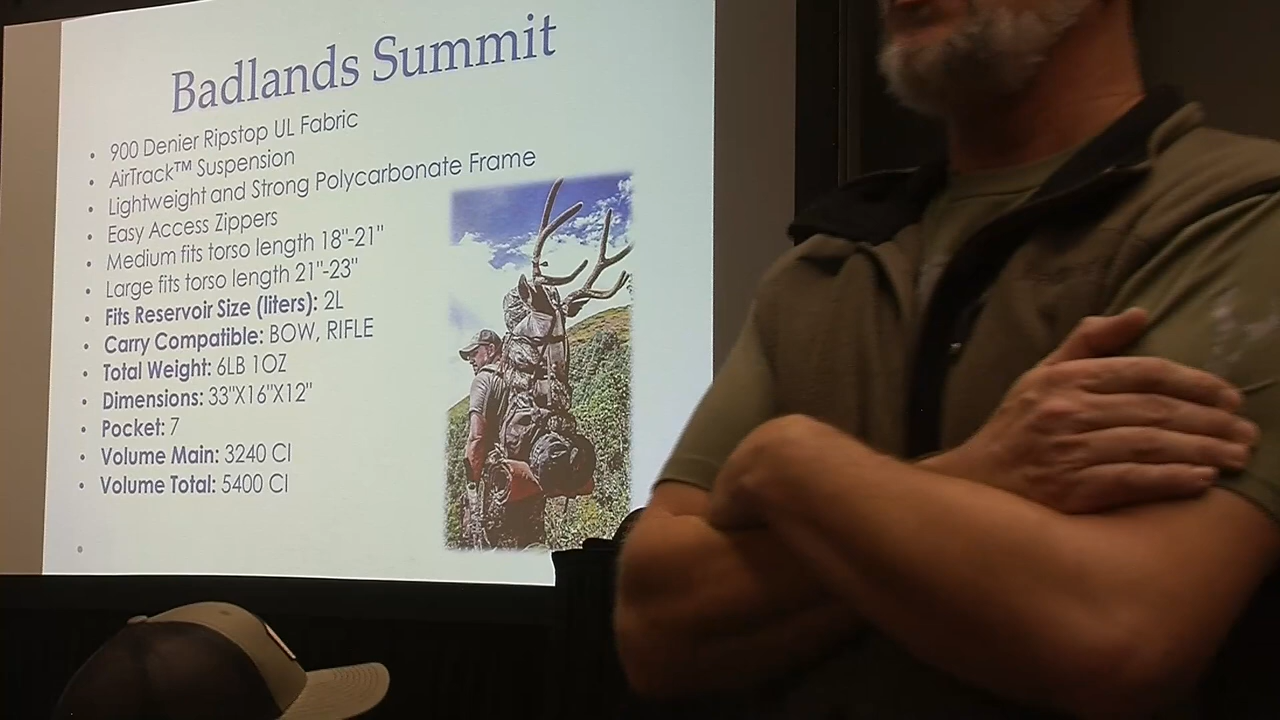 Badlands Summit
• 900 Denier Ripstop UL Fabric
• AirTrack™ Suspension
• Lightweight and Strong Polycarbonate Frame
• Easy Access Zippers
• Medium fits torso length 18"-21"
• Large fits torso length 21"-23"
• Fits Reservoir Size (liters): 2L
• Carry Compatible: BOW, RIFLE
• Total Weight: 6LB 1OZ
• Dimensions: 33"X16"X12"
• Pocket: 7
• Volume Main: 3240 CI
• Volume Total: 5400 CI